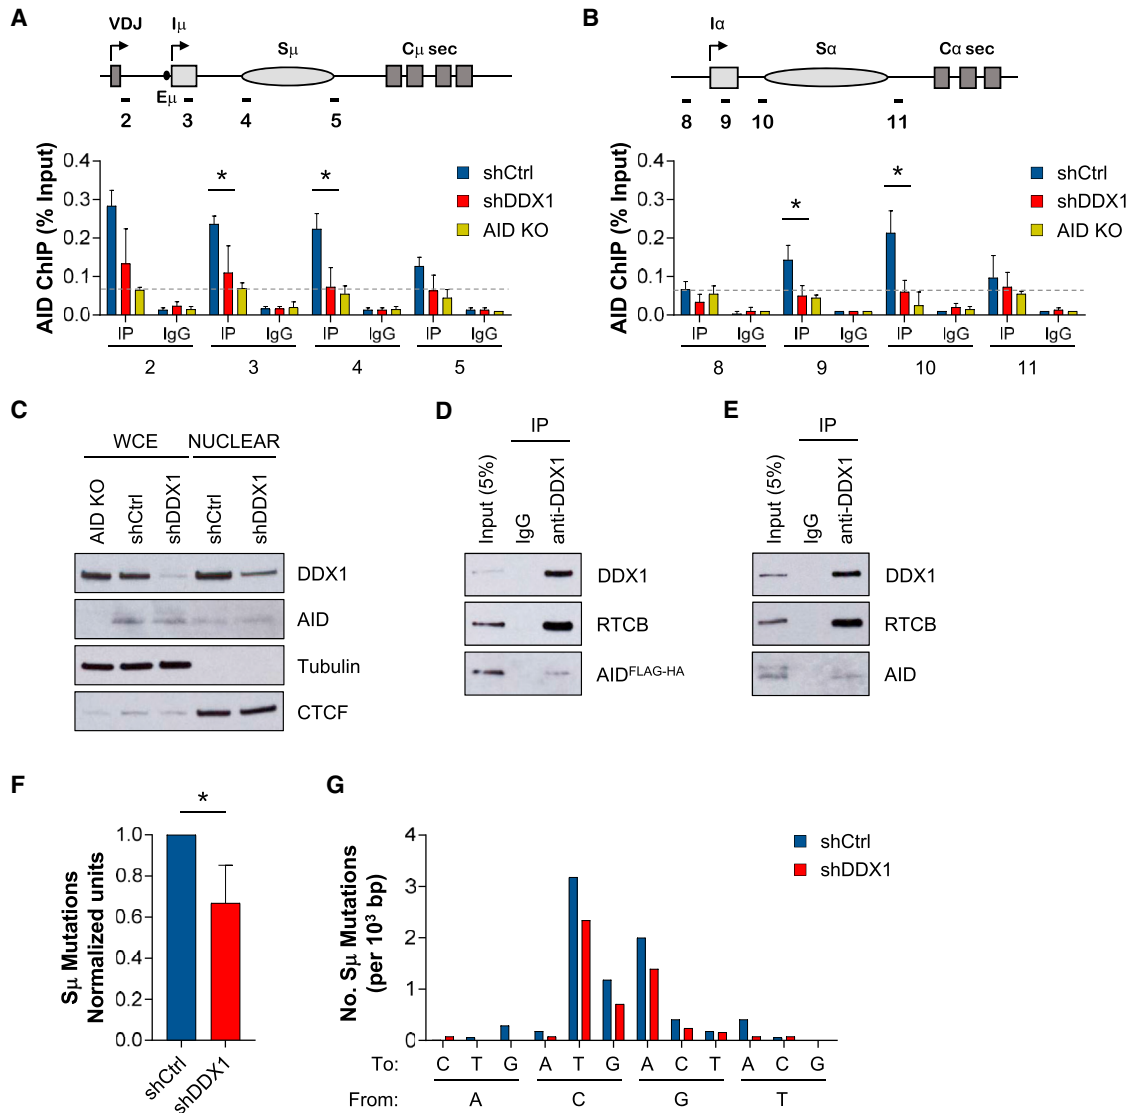 A
VDJ
Iµ
Sµ
Cµ sec
Eµ
2 3 4 5
AID ChIP (% Input)
0.4
0.3
0.2
0.1
0.0
* *
shCtrl
shDDX1
AID KO
IP IgG IP IgG IP IgG IP IgG
2 3 4 5
B
Iα
Sα
Cα sec
8 9 10 11
AID ChIP (% Input)
0.4
0.3
0.2
0.1
0.0
* *
shCtrl
shDDX1
AID KO
IP IgG IP IgG IP IgG IP IgG
8 9 10 11
C
WCE NUCLEAR
AID KO
shCtrl
shDDX1
shCtrl
shDDX1
DDX1
AID
Tubulin
CTCF
D
IP
Input (5%)
IgG
anti-DDX1
DDX1
RTCB
AIDFLAG-HA
E
IP
Input (5%)
IgG
anti-DDX1
DDX1
RTCB
AID
F
*
Sµ Mutations
Normalized units
1.0
0.8
0.6
0.4
0.2
0.0
shCtrl
shDDX1
G
No. Sµ Mutations
(per 10³ bp)
4
3
2
1
0
shCtrl
shDDX1
To: C T G A T G A C T A C G
From: A C G T